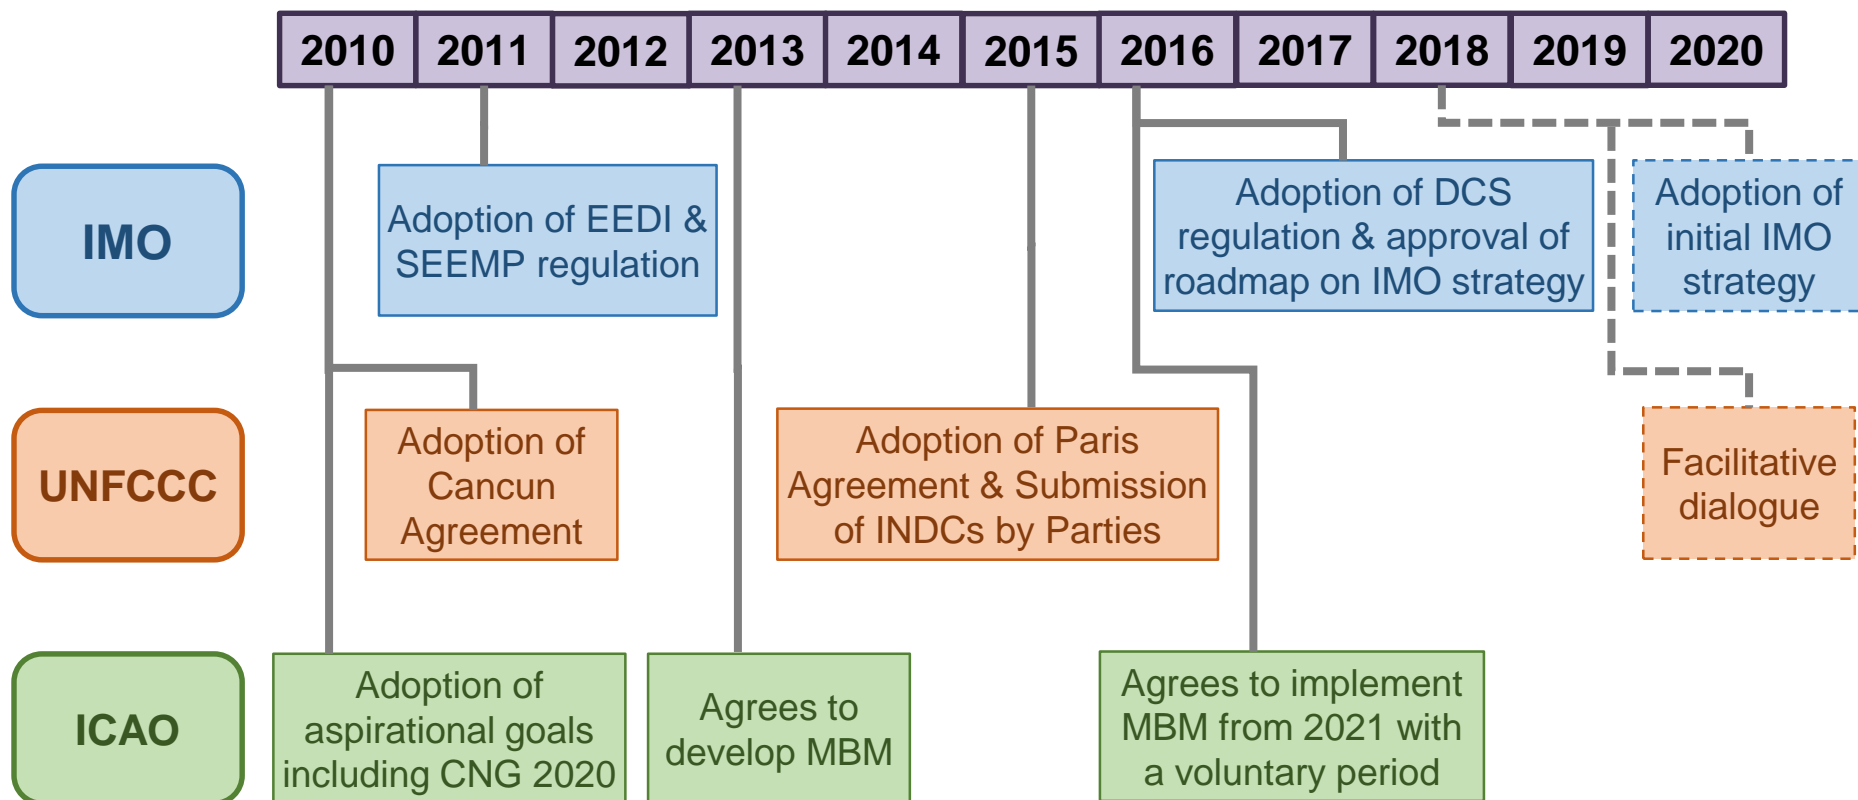 2010 2011 2012 2013 2014 2015 2016 2017 2018 2019 2020
IMO
Adoption of EEDI &
SEEMP regulation
Adoption of DCS
regulation & approval of
roadmap on IMO strategy
Adoption of
initial IMO
strategy
UNFCCC
Adoption of
Cancun
Agreement
Adoption of Paris
Agreement & Submission
of INDCs by Parties
Facilitative
dialogue
ICAO
Adoption of
aspirational goals
including CNG 2020
Agrees to
develop MBM
Agrees to implement
MBM from 2021 with
a voluntary period